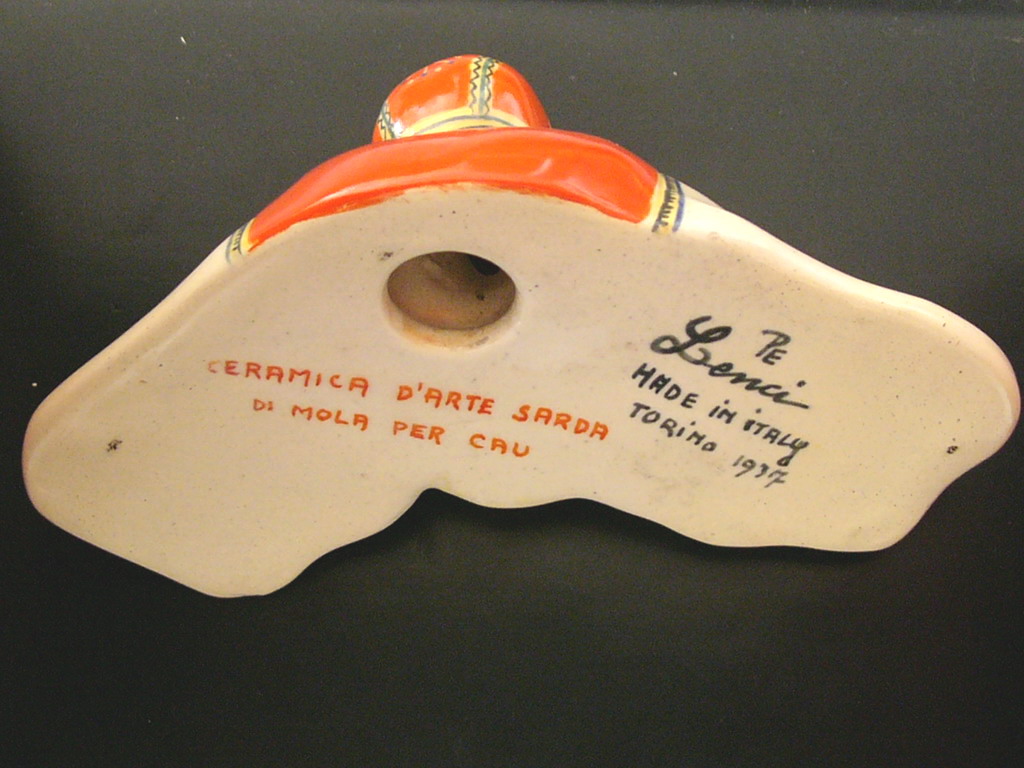 CERAMICA D'ARTE SARDA
DI MOLA PER CAU
PE
Lenci
MADE IN ITALY
TORINO 1937